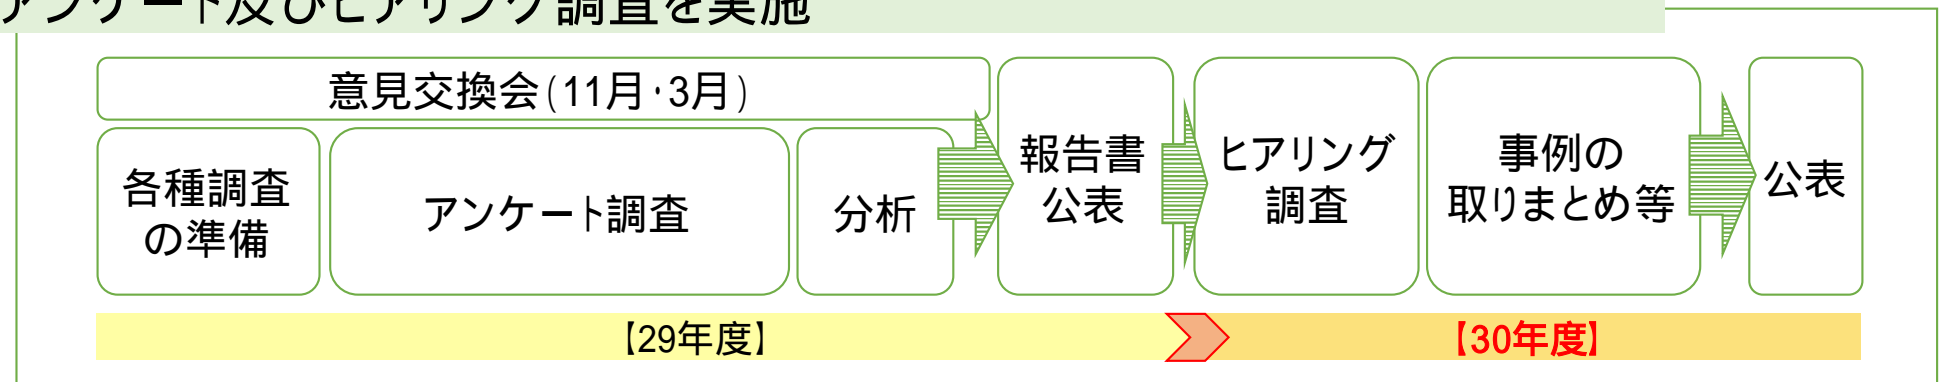 アンケート及びヒアリング調査を実施
意見交換会(11月・3月)
各種調査
の準備
アンケート調査
分析
報告書
公表
ヒアリング
調査
事例の
取りまとめ等
公表
【29年度】
【30年度】